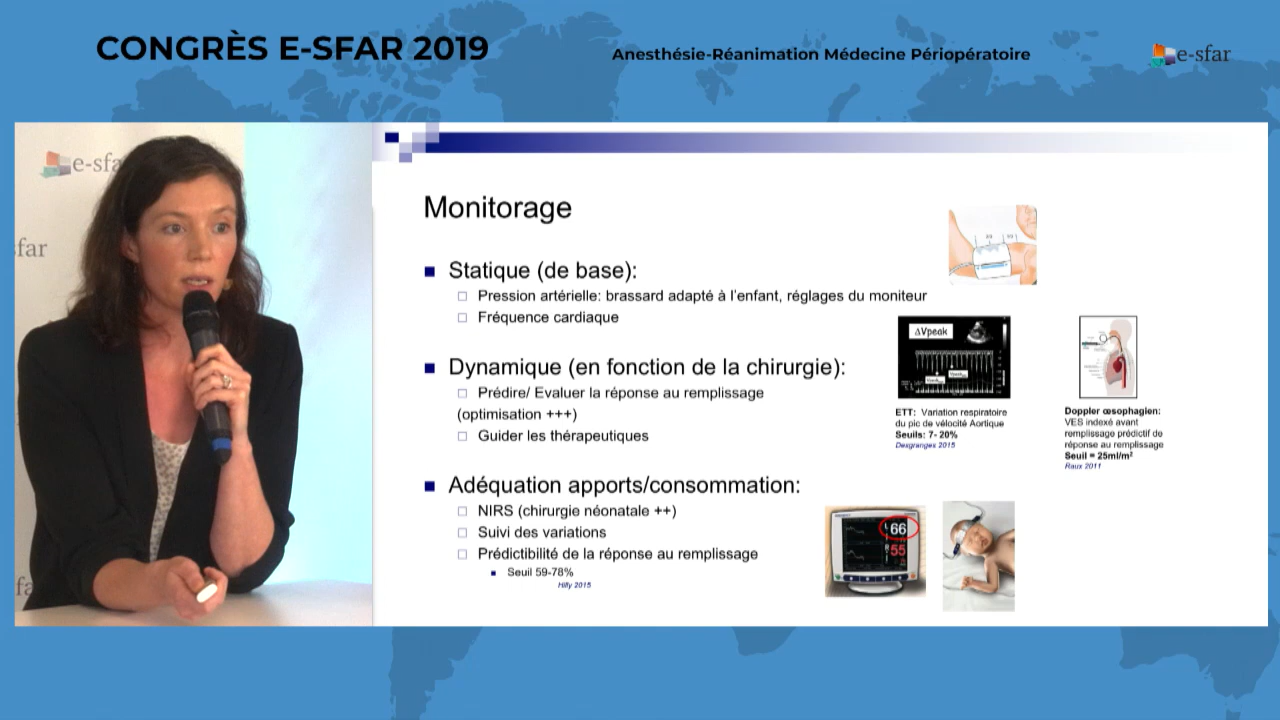 CONGRÈS E-SFAR 2019
Anesthésie-Réanimation Médecine Périopératoire
e-sfar
e-sfa
sfar
Monitorage
Statique (de base):
Pression artérielle: brassard adapté à l'enfant, réglages du moniteur
Fréquence cardiaque
Dynamique (en fonction de la chirurgie):
Prédire/ Evaluer la réponse au remplissage
(optimisation +++)
Guider les thérapeutiques
ΔVpeak
ETT: Variation respiratoire
du pic de vélocité Aortique
Seuils: 7- 20%
Desgranges 2015
Doppler œsophagien:
VES indexé avant
remplissage prédictif de
réponse au remplissage
Seuil = 25ml/m²
Raux 2011
Adéquation apports/consommation:
NIRS (chirurgie néonatale ++)
Suivi des variations
Prédictibilité de la réponse au remplissage
Seuil 59-78%
Hilly 2015
66
55